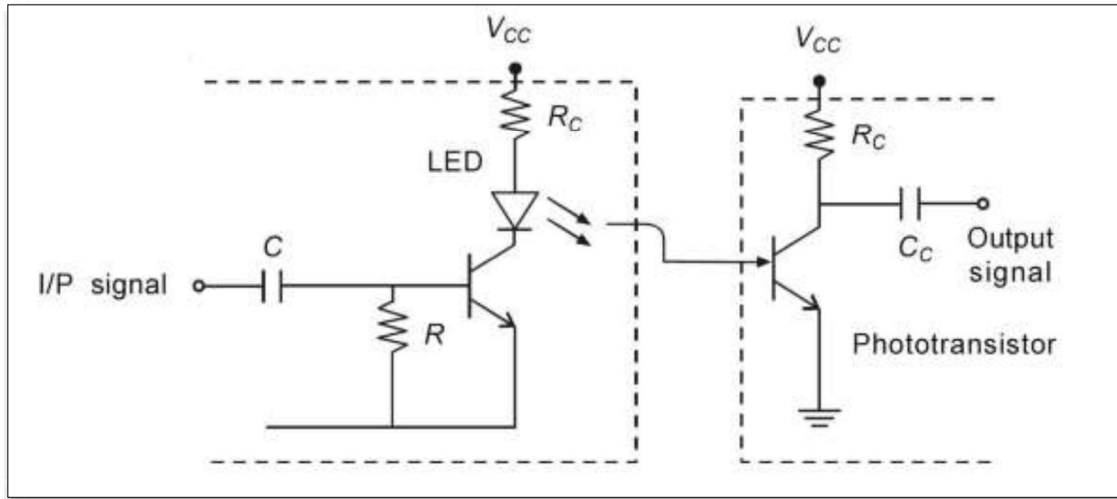 V_CC
V_CC
R_C
R_C
LED
C
C_C
Output
signal
I/P signal
R
Phototransistor